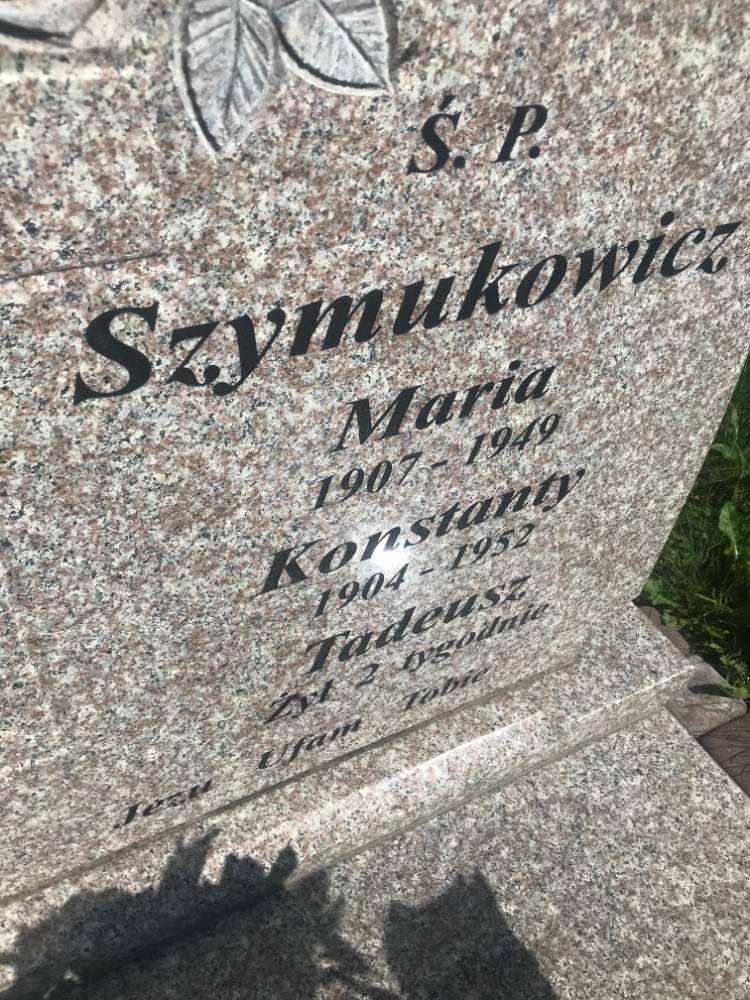 Ś. P.
Szymukowicz
Maria
1907 - 1949
Konstanty
1904 - 1952
Tadeusz
Żył 2 tygodnie
Jezu Ufam Tobie